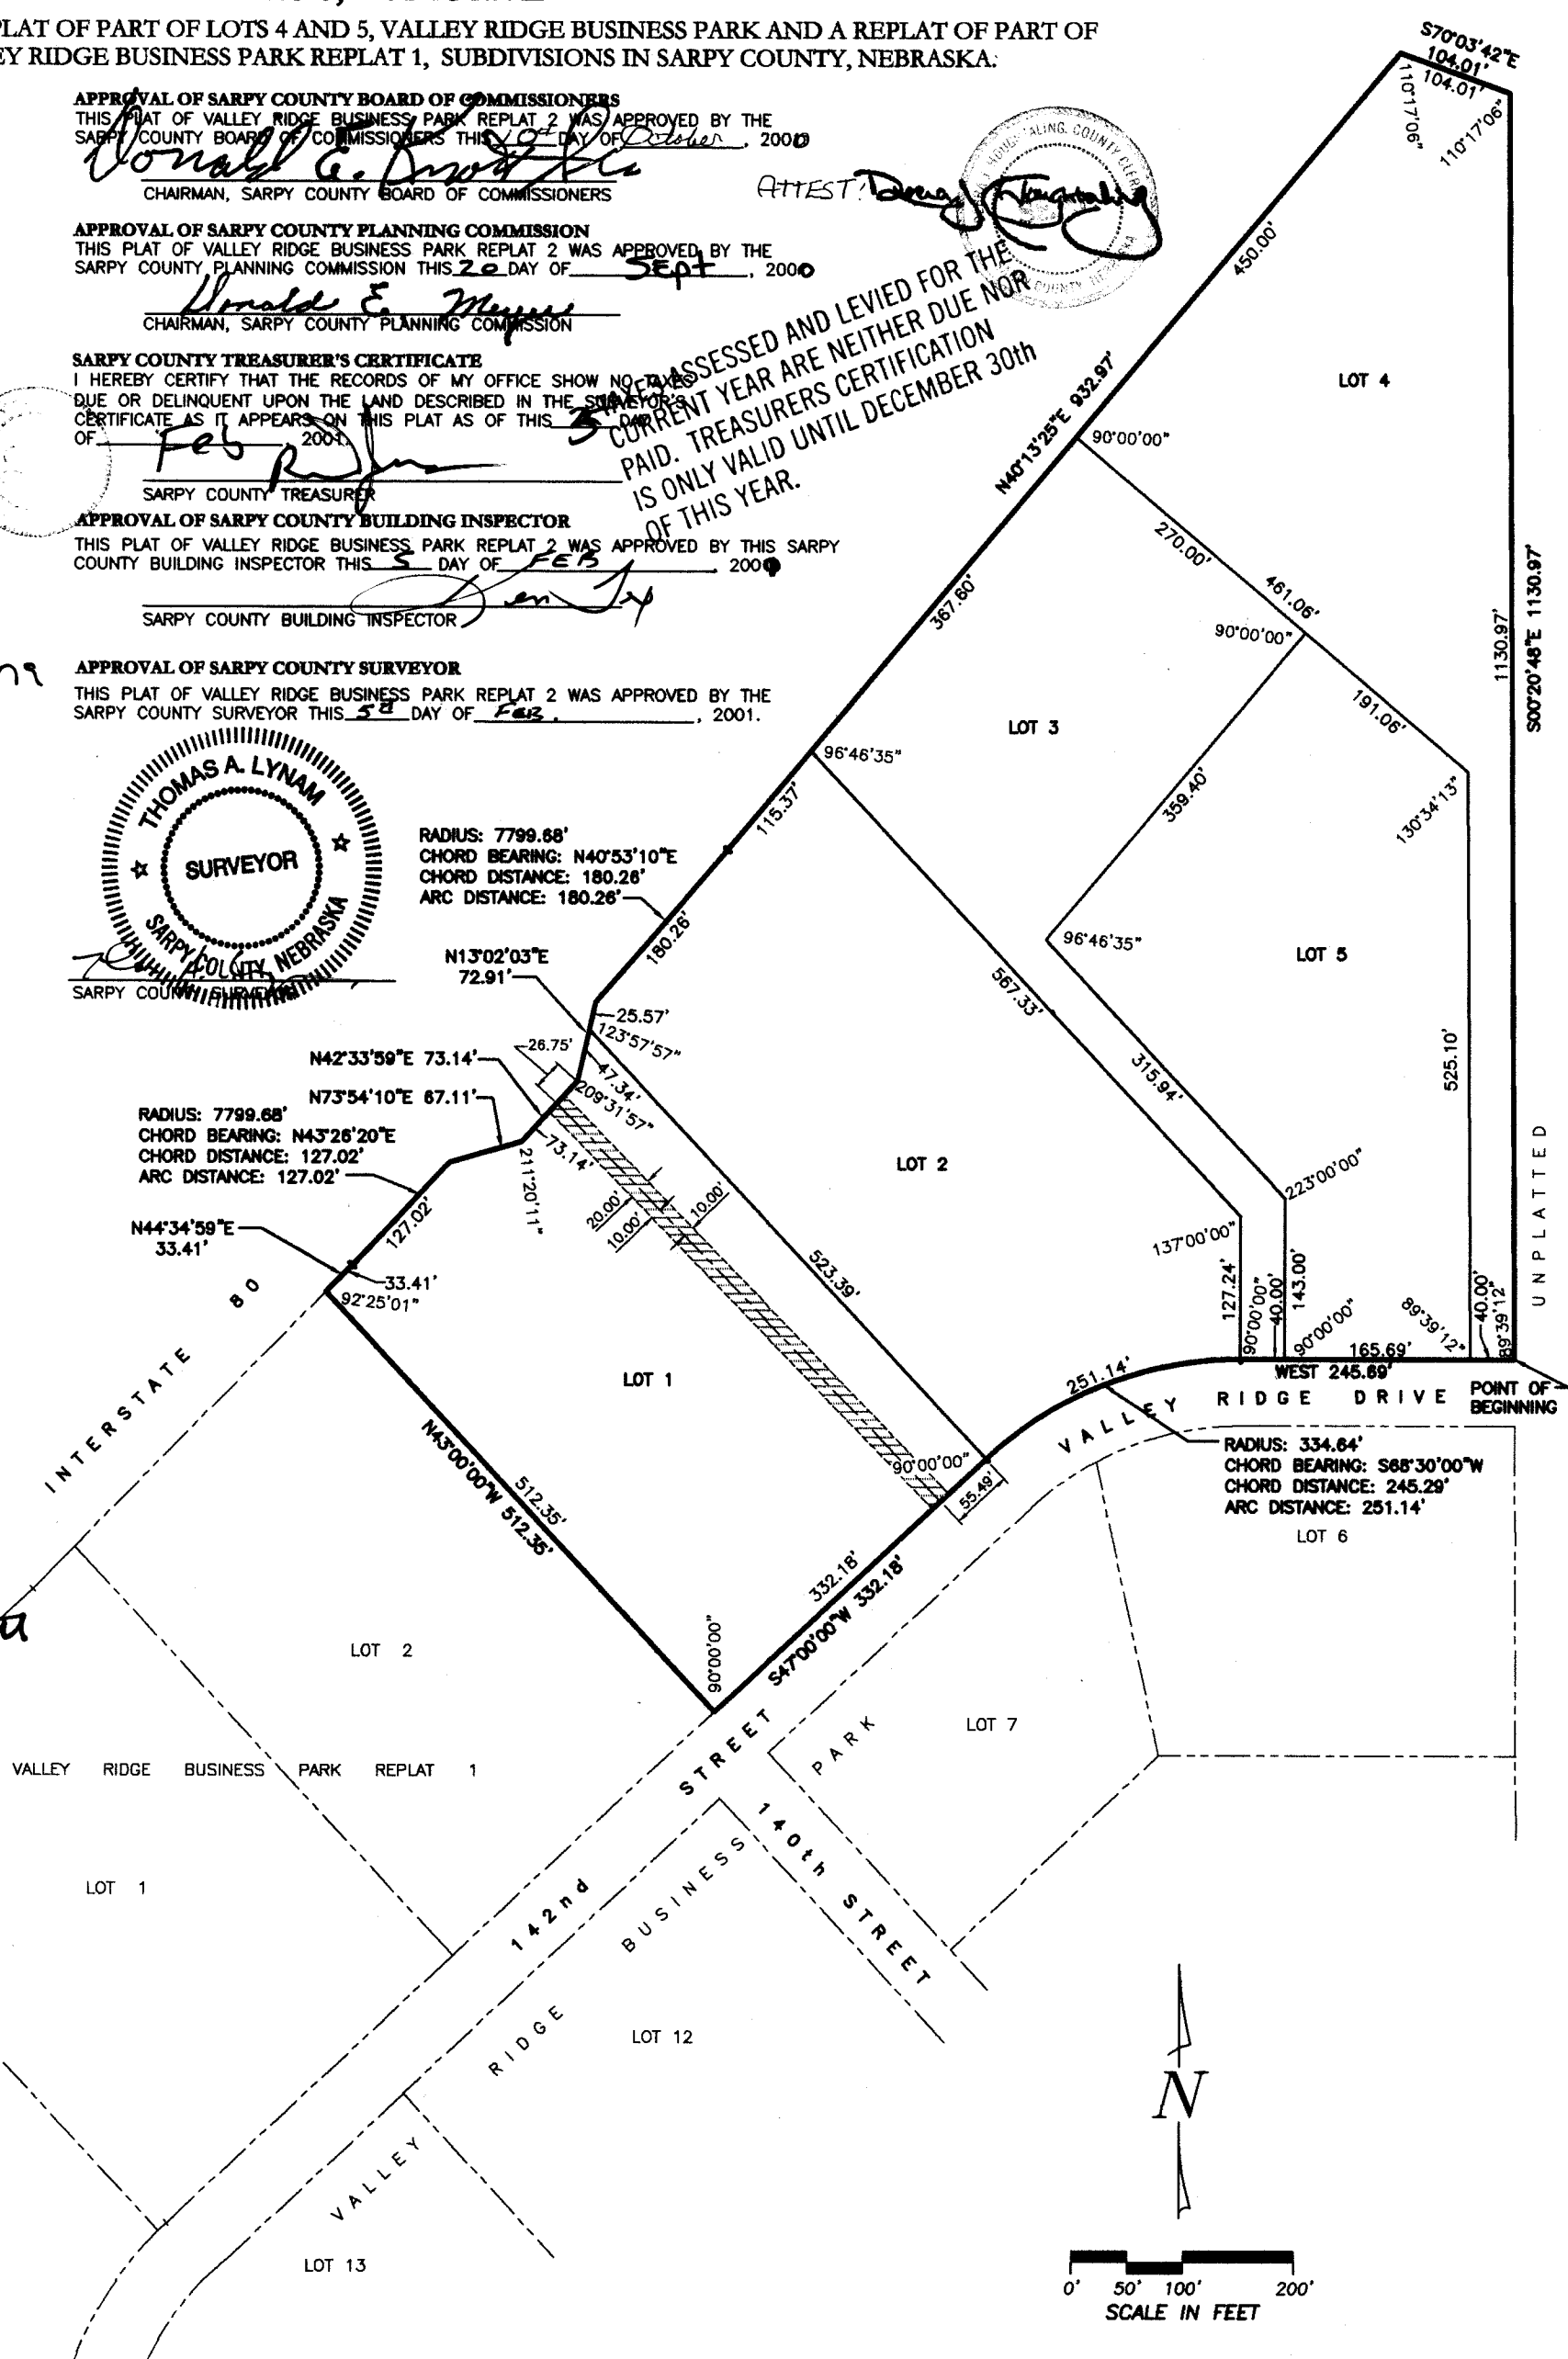 PLAT OF PART OF LOTS 4 AND 5, VALLEY RIDGE BUSINESS PARK AND A REPLAT OF PART OF
EY RIDGE BUSINESS PARK REPLAT 1, SUBDIVISIONS IN SARPY COUNTY, NEBRASKA.
APPROVAL OF SARPY COUNTY BOARD OF COMMISSIONERS
THIS PLAT OF VALLEY RIDGE BUSINESS PARK REPLAT 2 WAS APPROVED BY THE
SARPY COUNTY BOARD OF COMMISSIONERS THIS DAY OF October, 2000
CHAIRMAN, SARPY COUNTY BOARD OF COMMISSIONERS
ATTEST:
COUNTY CLERK
APPROVAL OF SARPY COUNTY PLANNING COMMISSION
THIS PLAT OF VALLEY RIDGE BUSINESS PARK REPLAT 2 WAS APPROVED BY THE
SARPY COUNTY PLANNING COMMISSION THIS 20 DAY OF SEPT, 2000
Donald E. Meyer
CHAIRMAN, SARPY COUNTY PLANNING COMMISSION
SARPY COUNTY TREASURER'S CERTIFICATE
I HEREBY CERTIFY THAT THE RECORDS OF MY OFFICE SHOW NO TAXES
DUE OR DELINQUENT UPON THE LAND DESCRIBED IN THE SURVEYOR'S
CERTIFICATE AS IT APPEARS ON THIS PLAT AS OF THIS 5 DAY
OF Feb, 2001.
SARPY COUNTY TREASURER
TAXES ASSESSED AND LEVIED FOR THE
CURRENT YEAR ARE NEITHER DUE NOR
PAID. TREASURERS CERTIFICATION
IS ONLY VALID UNTIL DECEMBER 30th
OF THIS YEAR.
APPROVAL OF SARPY COUNTY BUILDING INSPECTOR
THIS PLAT OF VALLEY RIDGE BUSINESS PARK REPLAT 2 WAS APPROVED BY THIS SARPY
COUNTY BUILDING INSPECTOR THIS 5 DAY OF FEB 200
SARPY COUNTY BUILDING INSPECTOR
APPROVAL OF SARPY COUNTY SURVEYOR
THIS PLAT OF VALLEY RIDGE BUSINESS PARK REPLAT 2 WAS APPROVED BY THE
SARPY COUNTY SURVEYOR THIS 5th DAY OF FEB., 2001.
THOMAS A. LYNAM
SURVEYOR
SARPY COUNTY, NEBRASKA
SARPY COUNTY SURVEYOR
S70°03'42"E
104.01'
104.01'
110°17'06"
110°17'06"
450.00'
LOT 4
N40°13'25"E 932.97'
90°00'00"
270.00'
461.06'
90°00'00"
191.06'
1130.97'
S00°20'48"E 1130.97'
367.60'
LOT 3
96°46'35"
359.40'
130°34'13"
115.37'
RADIUS: 7799.68'
CHORD BEARING: N40°53'10"E
CHORD DISTANCE: 180.26'
ARC DISTANCE: 180.26'
180.26'
96°46'35"
LOT 5
N13°02'03"E
72.91'
567.33'
25.57'
123°57'57"
26.75'
47.34'
209°31'57"
N42°33'59"E 73.14'
N73°54'10"E 67.11'
73.14'
211°20'11"
315.94'
525.10'
RADIUS: 7799.68'
CHORD BEARING: N43°26'20"E
CHORD DISTANCE: 127.02'
ARC DISTANCE: 127.02'
127.02'
LOT 2
20.00'
10.00'
10.00'
223°00'00"
UNPLATTED
N44°34'59"E
33.41'
33.41'
92°25'01"
137°00'00"
523.39'
127.24'
90°00'00"
40.00'
143.00'
90°00'00"
89°39'12"
40.00'
89°39'12"
165.69'
WEST 245.69'
POINT OF
BEGINNING
251.14'
VALLEY RIDGE DRIVE
INTERSTATE 80
LOT 1
N43°00'00"W 512.35'
512.35'
90°00'00"
55.49'
RADIUS: 334.64'
CHORD BEARING: S68°30'00"W
CHORD DISTANCE: 245.29'
ARC DISTANCE: 251.14'
LOT 6
332.18'
S47°00'00"W 332.18'
90°00'00"
LOT 2
LOT 7
VALLEY RIDGE BUSINESS PARK REPLAT 1
LOT 1
142nd STREET
140th STREET
VALLEY RIDGE BUSINESS PARK
LOT 12
LOT 13
N
0' 50' 100' 200'
SCALE IN FEET